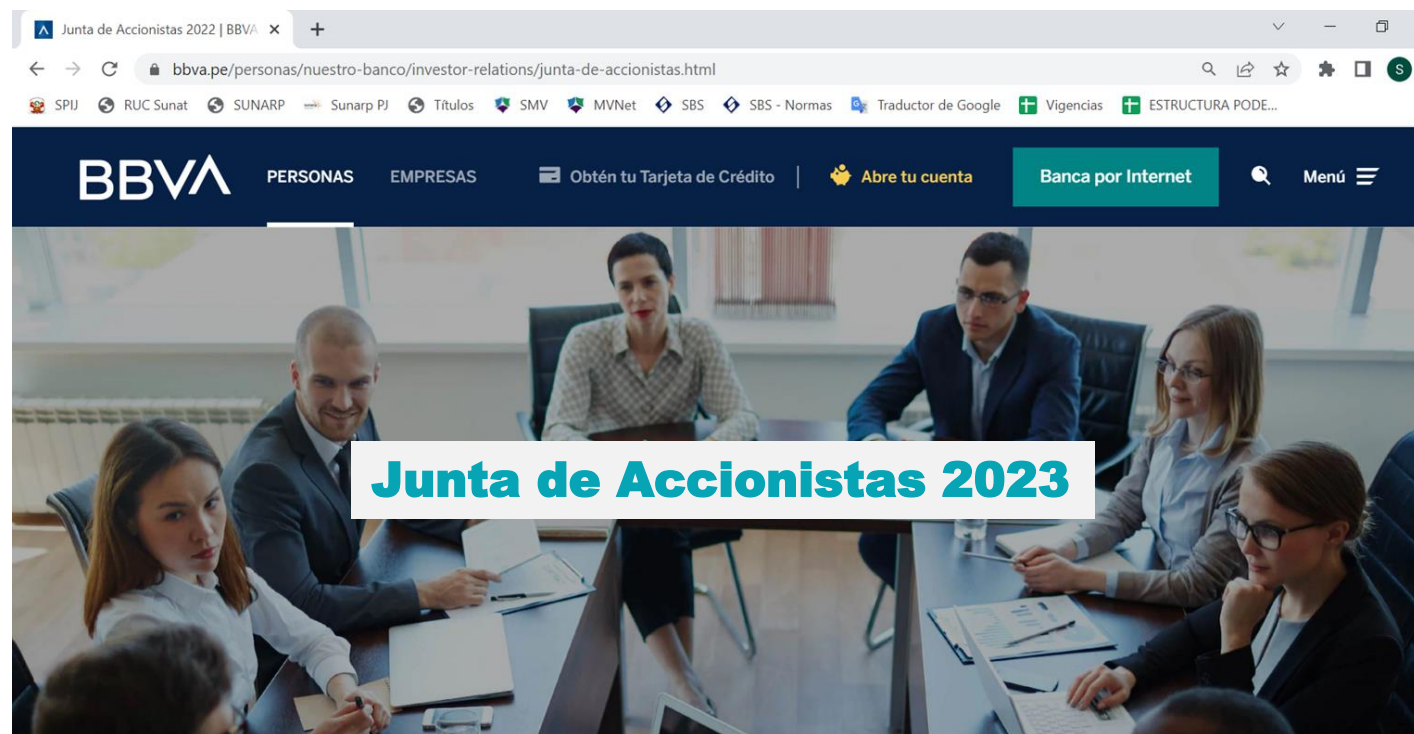 Junta de Accionistas 2022 | BBVA
bbva.pe/personas/nuestro-banco/investor-relations/junta-de-accionistas.html
S
SPIJ RUC Sunat SUNARP Sunarp PJ Títulos SMV MVNet SBS SBS - Normas Traductor de Google Vigencias ESTRUCTURA PODE...
BBVA PERSONAS EMPRESAS Obtén tu Tarjeta de Crédito | Abre tu cuenta Banca por Internet Menú
Junta de Accionistas 2023